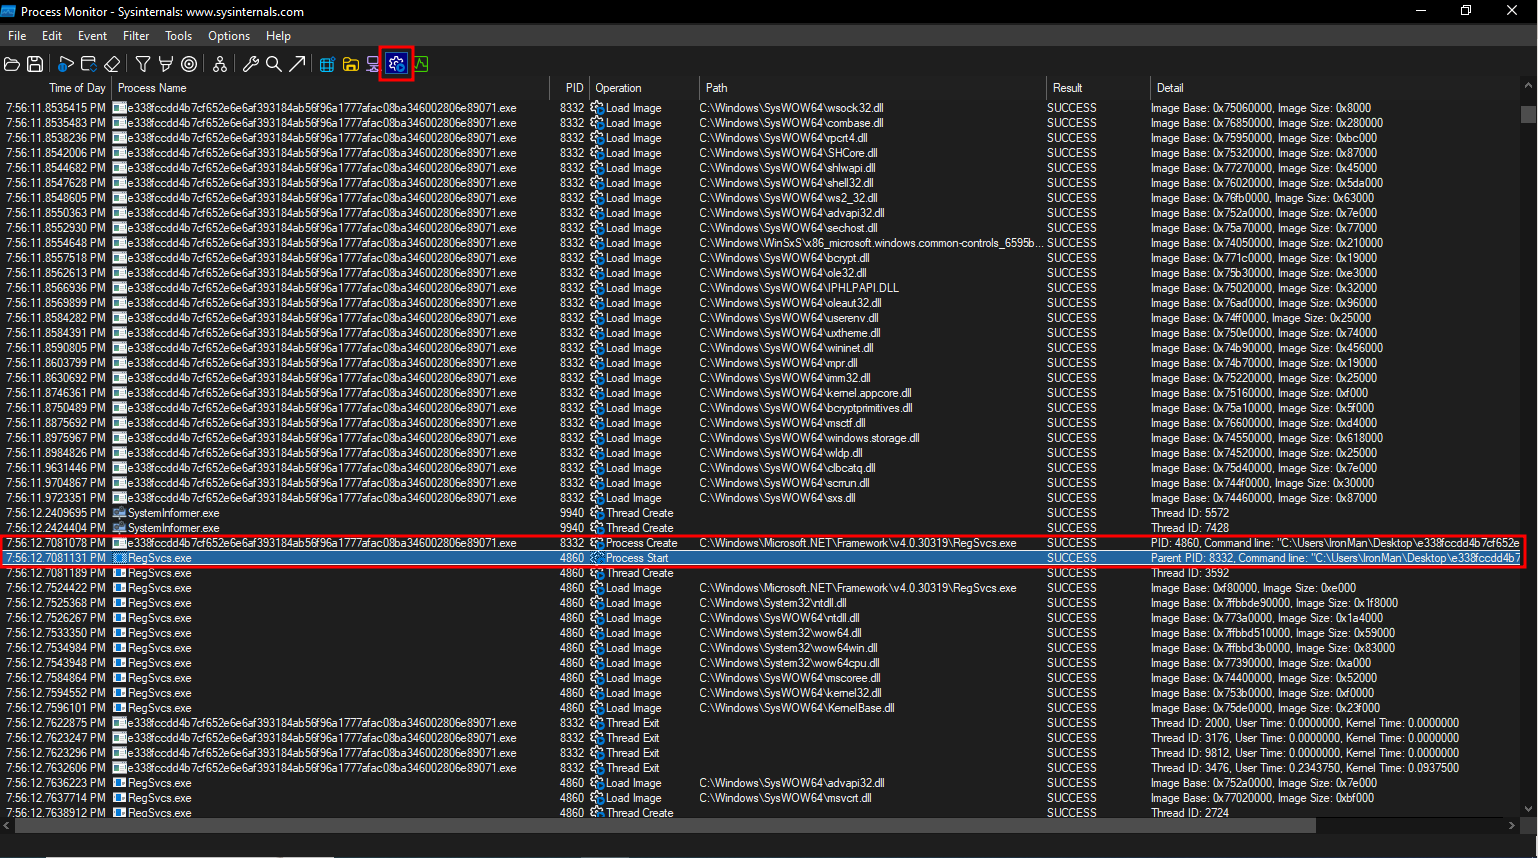 Process Monitor - Sysinternals: www.sysinternals.com
File Edit Event Filter Tools Options Help
Time of Day Process Name PID Operation Path Result Detail
7:56:11.8535415 PM e338fccdd4b7cf652e6e6af393184ab56f96a1777afac08ba346002806e89071.exe 8332 Load Image C:\Windows\SysWOW64\wsock32.dll SUCCESS Image Base: 0x75060000, Image Size: 0x8000
7:56:11.8535483 PM e338fccdd4b7cf652e6e6af393184ab56f96a1777afac08ba346002806e89071.exe 8332 Load Image C:\Windows\SysWOW64\combase.dll SUCCESS Image Base: 0x76850000, Image Size: 0x280000
7:56:11.8538236 PM e338fccdd4b7cf652e6e6af393184ab56f96a1777afac08ba346002806e89071.exe 8332 Load Image C:\Windows\SysWOW64\rpcrt4.dll SUCCESS Image Base: 0x75950000, Image Size: 0xbc000
7:56:11.8542006 PM e338fccdd4b7cf652e6e6af393184ab56f96a1777afac08ba346002806e89071.exe 8332 Load Image C:\Windows\SysWOW64\SHCore.dll SUCCESS Image Base: 0x75320000, Image Size: 0x87000
7:56:11.8544682 PM e338fccdd4b7cf652e6e6af393184ab56f96a1777afac08ba346002806e89071.exe 8332 Load Image C:\Windows\SysWOW64\shlwapi.dll SUCCESS Image Base: 0x77270000, Image Size: 0x45000
7:56:11.8547628 PM e338fccdd4b7cf652e6e6af393184ab56f96a1777afac08ba346002806e89071.exe 8332 Load Image C:\Windows\SysWOW64\shell32.dll SUCCESS Image Base: 0x76020000, Image Size: 0x5da000
7:56:11.8548605 PM e338fccdd4b7cf652e6e6af393184ab56f96a1777afac08ba346002806e89071.exe 8332 Load Image C:\Windows\SysWOW64\ws2_32.dll SUCCESS Image Base: 0x76fb0000, Image Size: 0x63000
7:56:11.8550363 PM e338fccdd4b7cf652e6e6af393184ab56f96a1777afac08ba346002806e89071.exe 8332 Load Image C:\Windows\SysWOW64\advapi32.dll SUCCESS Image Base: 0x752a0000, Image Size: 0x7e000
7:56:11.8552930 PM e338fccdd4b7cf652e6e6af393184ab56f96a1777afac08ba346002806e89071.exe 8332 Load Image C:\Windows\SysWOW64\sechost.dll SUCCESS Image Base: 0x75a70000, Image Size: 0x77000
7:56:11.8554648 PM e338fccdd4b7cf652e6e6af393184ab56f96a1777afac08ba346002806e89071.exe 8332 Load Image C:\Windows\WinSxS\x86_microsoft.windows.common-controls_6595b... SUCCESS Image Base: 0x74050000, Image Size: 0x210000
7:56:11.8557518 PM e338fccdd4b7cf652e6e6af393184ab56f96a1777afac08ba346002806e89071.exe 8332 Load Image C:\Windows\SysWOW64\bcrypt.dll SUCCESS Image Base: 0x771c0000, Image Size: 0x19000
7:56:11.8562613 PM e338fccdd4b7cf652e6e6af393184ab56f96a1777afac08ba346002806e89071.exe 8332 Load Image C:\Windows\SysWOW64\ole32.dll SUCCESS Image Base: 0x75b30000, Image Size: 0xe3000
7:56:11.8566936 PM e338fccdd4b7cf652e6e6af393184ab56f96a1777afac08ba346002806e89071.exe 8332 Load Image C:\Windows\SysWOW64\IPHLPAPI.DLL SUCCESS Image Base: 0x75020000, Image Size: 0x32000
7:56:11.8569899 PM e338fccdd4b7cf652e6e6af393184ab56f96a1777afac08ba346002806e89071.exe 8332 Load Image C:\Windows\SysWOW64\oleaut32.dll SUCCESS Image Base: 0x76ad0000, Image Size: 0x96000
7:56:11.8584282 PM e338fccdd4b7cf652e6e6af393184ab56f96a1777afac08ba346002806e89071.exe 8332 Load Image C:\Windows\SysWOW64\userenv.dll SUCCESS Image Base: 0x74ff0000, Image Size: 0x25000
7:56:11.8584391 PM e338fccdd4b7cf652e6e6af393184ab56f96a1777afac08ba346002806e89071.exe 8332 Load Image C:\Windows\SysWOW64\uxtheme.dll SUCCESS Image Base: 0x750e0000, Image Size: 0x74000
7:56:11.8590805 PM e338fccdd4b7cf652e6e6af393184ab56f96a1777afac08ba346002806e89071.exe 8332 Load Image C:\Windows\SysWOW64\wininet.dll SUCCESS Image Base: 0x74b90000, Image Size: 0x456000
7:56:11.8603799 PM e338fccdd4b7cf652e6e6af393184ab56f96a1777afac08ba346002806e89071.exe 8332 Load Image C:\Windows\SysWOW64\mpr.dll SUCCESS Image Base: 0x74b70000, Image Size: 0x19000
7:56:11.8630692 PM e338fccdd4b7cf652e6e6af393184ab56f96a1777afac08ba346002806e89071.exe 8332 Load Image C:\Windows\SysWOW64\imm32.dll SUCCESS Image Base: 0x75220000, Image Size: 0x25000
7:56:11.8746361 PM e338fccdd4b7cf652e6e6af393184ab56f96a1777afac08ba346002806e89071.exe 8332 Load Image C:\Windows\SysWOW64\kernel.appcore.dll SUCCESS Image Base: 0x75160000, Image Size: 0xf000
7:56:11.8750489 PM e338fccdd4b7cf652e6e6af393184ab56f96a1777afac08ba346002806e89071.exe 8332 Load Image C:\Windows\SysWOW64\bcryptprimitives.dll SUCCESS Image Base: 0x75a10000, Image Size: 0x5f000
7:56:11.8875692 PM e338fccdd4b7cf652e6e6af393184ab56f96a1777afac08ba346002806e89071.exe 8332 Load Image C:\Windows\SysWOW64\msctf.dll SUCCESS Image Base: 0x76600000, Image Size: 0xd4000
7:56:11.8975967 PM e338fccdd4b7cf652e6e6af393184ab56f96a1777afac08ba346002806e89071.exe 8332 Load Image C:\Windows\SysWOW64\windows.storage.dll SUCCESS Image Base: 0x74550000, Image Size: 0x618000
7:56:11.8984826 PM e338fccdd4b7cf652e6e6af393184ab56f96a1777afac08ba346002806e89071.exe 8332 Load Image C:\Windows\SysWOW64\wldp.dll SUCCESS Image Base: 0x74520000, Image Size: 0x25000
7:56:11.9631446 PM e338fccdd4b7cf652e6e6af393184ab56f96a1777afac08ba346002806e89071.exe 8332 Load Image C:\Windows\SysWOW64\clbcatq.dll SUCCESS Image Base: 0x75d40000, Image Size: 0x7e000
7:56:11.9704867 PM e338fccdd4b7cf652e6e6af393184ab56f96a1777afac08ba346002806e89071.exe 8332 Load Image C:\Windows\SysWOW64\scrrun.dll SUCCESS Image Base: 0x744f0000, Image Size: 0x30000
7:56:11.9723351 PM e338fccdd4b7cf652e6e6af393184ab56f96a1777afac08ba346002806e89071.exe 8332 Load Image C:\Windows\SysWOW64\sxs.dll SUCCESS Image Base: 0x74460000, Image Size: 0x87000
7:56:12.2409695 PM SystemInformer.exe 9940 Thread Create SUCCESS Thread ID: 5572
7:56:12.2424404 PM SystemInformer.exe 9940 Thread Create SUCCESS Thread ID: 7428
7:56:12.7081078 PM e338fccdd4b7cf652e6e6af393184ab56f96a1777afac08ba346002806e89071.exe 8332 Process Create C:\Windows\Microsoft.NET\Framework\v4.0.30319\RegSvcs.exe SUCCESS PID: 4860, Command line: "C:\Users\IronMan\Desktop\e338fccdd4b7cf652e
7:56:12.7081131 PM RegSvcs.exe 4860 Process Start SUCCESS Parent PID: 8332, Command line: "C:\Users\IronMan\Desktop\e338fccdd4b7
7:56:12.7081189 PM RegSvcs.exe 4860 Thread Create SUCCESS Thread ID: 3592
7:56:12.7524422 PM RegSvcs.exe 4860 Load Image C:\Windows\Microsoft.NET\Framework\v4.0.30319\RegSvcs.exe SUCCESS Image Base: 0xf80000, Image Size: 0xe000
7:56:12.7525368 PM RegSvcs.exe 4860 Load Image C:\Windows\System32\ntdll.dll SUCCESS Image Base: 0x7ffbbde90000, Image Size: 0x1f8000
7:56:12.7526267 PM RegSvcs.exe 4860 Load Image C:\Windows\SysWOW64\ntdll.dll SUCCESS Image Base: 0x773a0000, Image Size: 0x1a4000
7:56:12.7533350 PM RegSvcs.exe 4860 Load Image C:\Windows\System32\wow64.dll SUCCESS Image Base: 0x7ffbbd510000, Image Size: 0x59000
7:56:12.7534984 PM RegSvcs.exe 4860 Load Image C:\Windows\System32\wow64win.dll SUCCESS Image Base: 0x7ffbbd3b0000, Image Size: 0x83000
7:56:12.7543948 PM RegSvcs.exe 4860 Load Image C:\Windows\System32\wow64cpu.dll SUCCESS Image Base: 0x77390000, Image Size: 0xa000
7:56:12.7584864 PM RegSvcs.exe 4860 Load Image C:\Windows\SysWOW64\mscoree.dll SUCCESS Image Base: 0x74400000, Image Size: 0x52000
7:56:12.7594552 PM RegSvcs.exe 4860 Load Image C:\Windows\SysWOW64\kernel32.dll SUCCESS Image Base: 0x753b0000, Image Size: 0xf0000
7:56:12.7596101 PM RegSvcs.exe 4860 Load Image C:\Windows\SysWOW64\KernelBase.dll SUCCESS Image Base: 0x75de0000, Image Size: 0x23f000
7:56:12.7622875 PM e338fccdd4b7cf652e6e6af393184ab56f96a1777afac08ba346002806e89071.exe 8332 Thread Exit SUCCESS Thread ID: 2000, User Time: 0.0000000, Kernel Time: 0.0000000
7:56:12.7623247 PM e338fccdd4b7cf652e6e6af393184ab56f96a1777afac08ba346002806e89071.exe 8332 Thread Exit SUCCESS Thread ID: 3176, User Time: 0.0000000, Kernel Time: 0.0000000
7:56:12.7623296 PM e338fccdd4b7cf652e6e6af393184ab56f96a1777afac08ba346002806e89071.exe 8332 Thread Exit SUCCESS Thread ID: 9812, User Time: 0.0000000, Kernel Time: 0.0000000
7:56:12.7632606 PM e338fccdd4b7cf652e6e6af393184ab56f96a1777afac08ba346002806e89071.exe 8332 Thread Exit SUCCESS Thread ID: 3476, User Time: 0.2343750, Kernel Time: 0.0937500
7:56:12.7636223 PM RegSvcs.exe 4860 Load Image C:\Windows\SysWOW64\advapi32.dll SUCCESS Image Base: 0x752a0000, Image Size: 0x7e000
7:56:12.7637714 PM RegSvcs.exe 4860 Load Image C:\Windows\SysWOW64\msvcrt.dll SUCCESS Image Base: 0x77020000, Image Size: 0xbf000
7:56:12.7638912 PM RegSvcs.exe 4860 Thread Create SUCCESS Thread ID: 2724